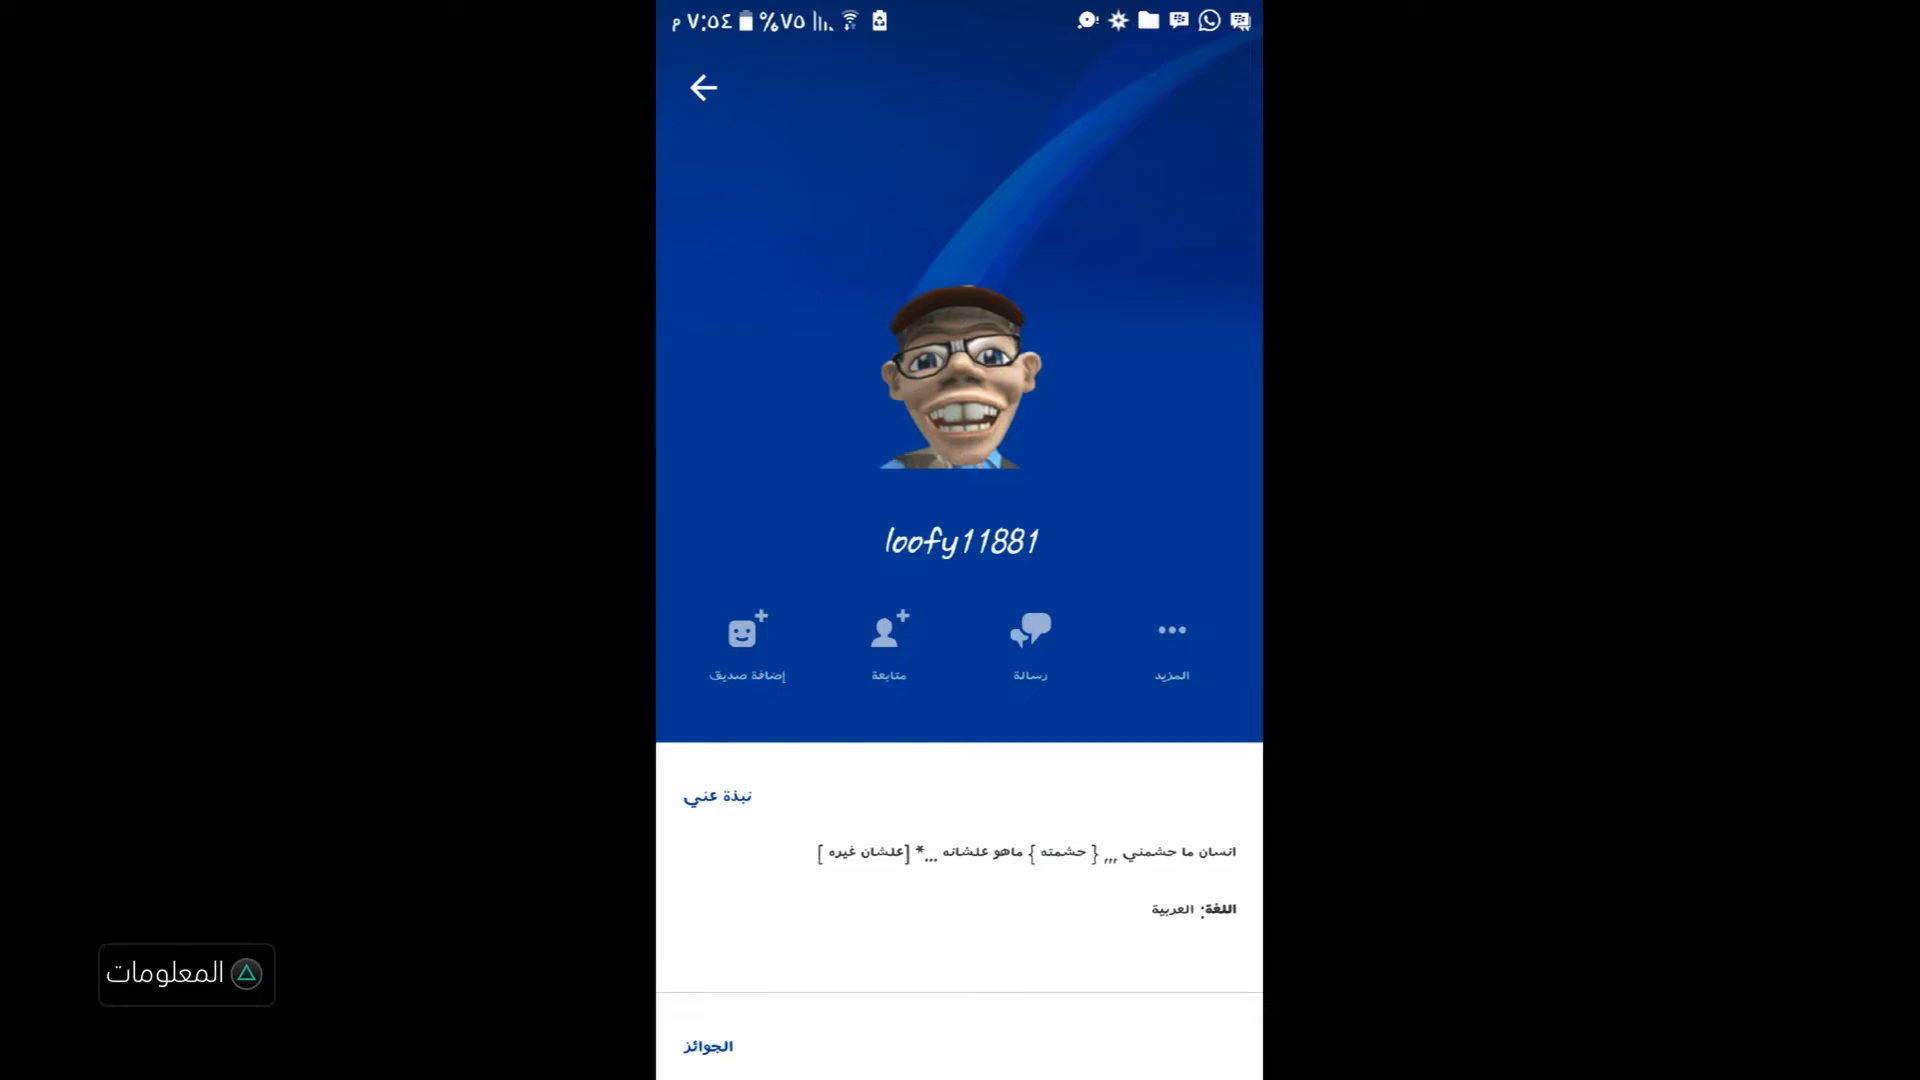 ٧:٥٤ م ٧٥%
loofy11881
إضافة صديق
متابعة
رسالة
المزيد
نبذة عني
انسان ما حشمني ,,, { حشمته } ماهو علشانه ,,,* [علشان غيره ]
اللغة: العربية
الجوائز
المعلومات